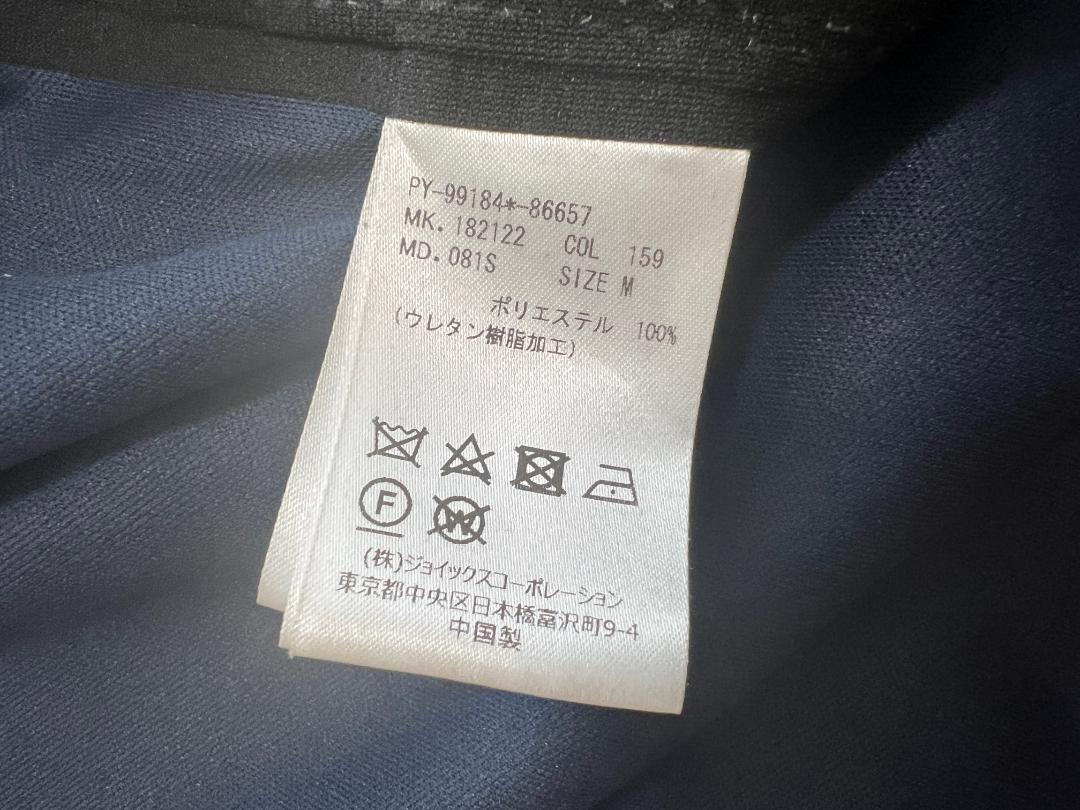 PY-99184*-86657
MK. 182122 COL 159
MD. 081S SIZE M
ポリエステル 100%
(ウレタン樹脂加工)
F W
(株)ジョイックスコーポレーション
東京都中央区日本橋富沢町9-4
中国製